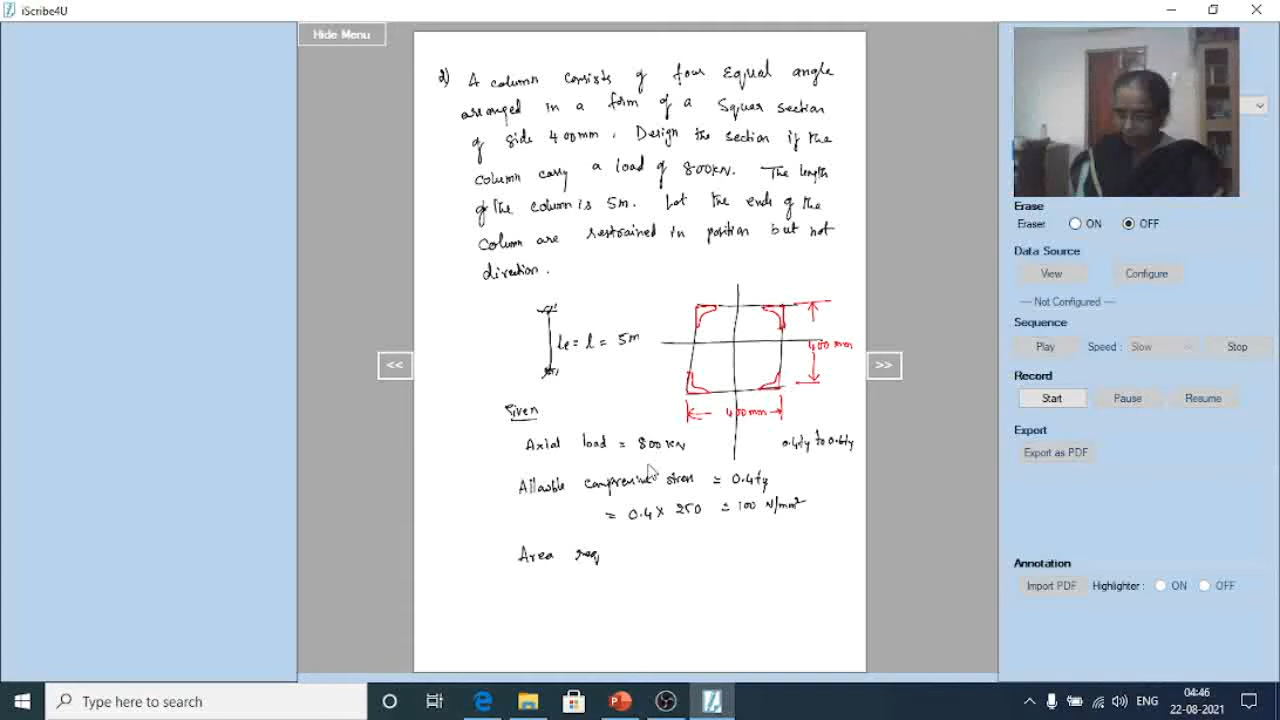 iScribe4U
Hide Menu
2) A column consists of four Equal angle
arranged in a form of a Squar section
of side 400mm. Design the section if the
column carry a load of 800kN. The length
of the column is 5m. Let the ends of the
column are restrained in position but not
direction.
le = l = 5m
400 mm
400mm
Given
Axial load = 800 kN
0.4fy to 0.6fy
Allowable compressive stress = 0.4fy
= 0.4 x 250 = 100 N/mm²
Area req
<<
>>
Erase
Eraser ON OFF
Data Source
View Configure
--- Not Configured ---
Sequence
Play Speed : Slow Stop
Record
Start Pause Resume
Export
Export as PDF
Annotation
Import PDF Highlighter : ON OFF
Type here to search
ENG
04:46
22-08-2021